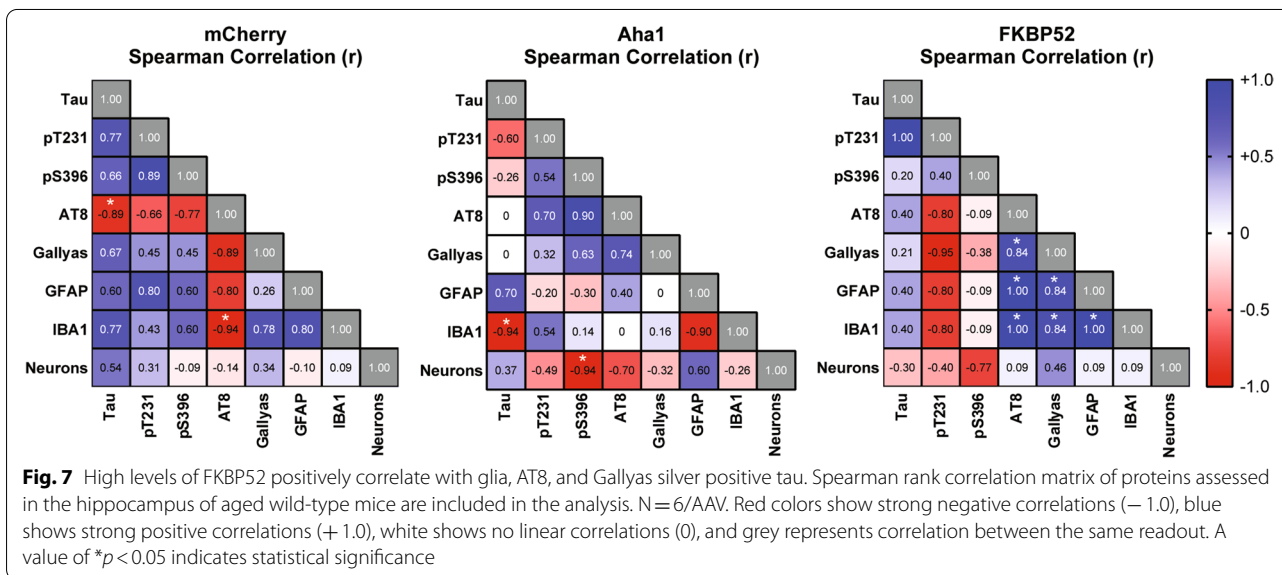 mCherry
Spearman Correlation (r)
Tau 1.00
pT231 0.77 1.00
pS396 0.66 0.89 1.00
AT8 -0.89* -0.66 -0.77 1.00
Gallyas 0.67 0.45 0.45 -0.89 1.00
GFAP 0.60 0.80 0.60 -0.80 0.26 1.00
IBA1 0.77 0.43 0.60 -0.94* 0.78 0.80 1.00
Neurons 0.54 0.31 -0.09 -0.14 0.34 -0.10 0.09 1.00
Tau pT231 pS396 AT8 Gallyas GFAP IBA1 Neurons
Aha1
Spearman Correlation (r)
Tau 1.00
pT231 -0.60 1.00
pS396 -0.26 0.54 1.00
AT8 0 0.70 0.90 1.00
Gallyas 0 0.32 0.63 0.74 1.00
GFAP 0.70 -0.20 -0.30 0.40 0 1.00
IBA1 -0.94* 0.54 0.14 0 0.16 -0.90 1.00
Neurons 0.37 -0.49 -0.94* -0.70 -0.32 0.60 -0.26 1.00
Tau pT231 pS396 AT8 Gallyas GFAP IBA1 Neurons
FKBP52
Spearman Correlation (r)
Tau 1.00
pT231 1.00 1.00
pS396 0.20 0.40 1.00
AT8 0.40 -0.80 -0.09 1.00
Gallyas 0.21 -0.95 -0.38 0.84* 1.00
GFAP 0.40 -0.80 -0.09 1.00* 0.84* 1.00
IBA1 0.40 -0.80 -0.09 1.00* 0.84* 1.00* 1.00
Neurons -0.30 -0.40 -0.77 0.09 0.46 0.09 0.09 1.00
Tau pT231 pS396 AT8 Gallyas GFAP IBA1 Neurons
+1.0
+0.5
0
-0.5
-1.0
Fig. 7 High levels of FKBP52 positively correlate with glia, AT8, and Gallyas silver positive tau. Spearman rank correlation matrix of proteins assessed
in the hippocampus of aged wild-type mice are included in the analysis. N = 6/AAV. Red colors show strong negative correlations (− 1.0), blue
shows strong positive correlations (+ 1.0), white shows no linear correlations (0), and grey represents correlation between the same readout. A
value of *p < 0.05 indicates statistical significance